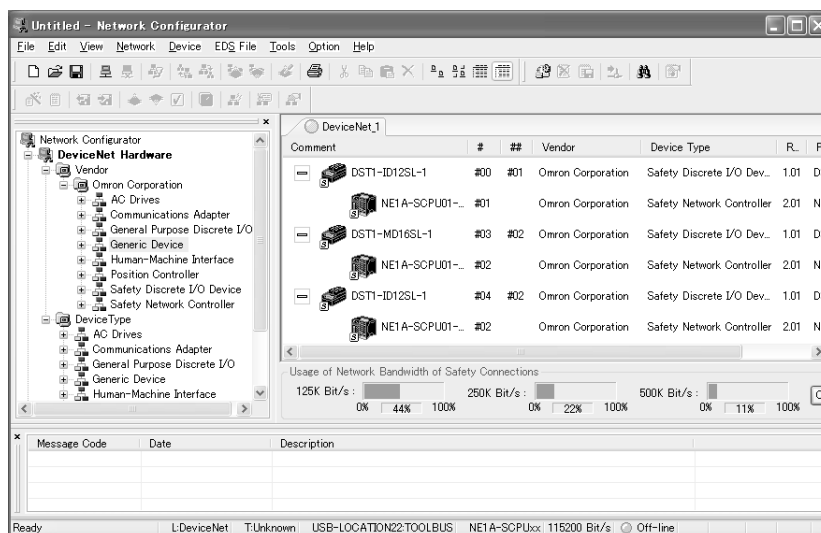 Untitled - Network Configurator
File Edit View Network Device EDS File Tools Option Help
Network Configurator
DeviceNet Hardware
Vendor
Omron Corporation
AC Drives
Communications Adapter
General Purpose Discrete I/O
Generic Device
Human-Machine Interface
Position Controller
Safety Discrete I/O Device
Safety Network Controller
DeviceType
AC Drives
Communications Adapter
General Purpose Discrete I/O
Generic Device
Human-Machine Interface
DeviceNet_1
Comment # ## Vendor Device Type R...
DST1-ID12SL-1 #00 #01 Omron Corporation Safety Discrete I/O Dev... 1.01 D
NE1A-SCPU01-... #01 Omron Corporation Safety Network Controller 2.01 N
DST1-MD16SL-1 #03 #02 Omron Corporation Safety Discrete I/O Dev... 1.01 D
NE1A-SCPU01-... #02 Omron Corporation Safety Network Controller 2.01 N
DST1-ID12SL-1 #04 #02 Omron Corporation Safety Discrete I/O Dev... 1.01 D
NE1A-SCPU01-... #02 Omron Corporation Safety Network Controller 2.01 N
Usage of Network Bandwidth of Safety Connections
125K Bit/s : 250K Bit/s : 500K Bit/s :
0% 44% 100% 0% 22% 100% 0% 11% 100%
Message Code Date Description
Ready L:DeviceNet T:Unknown USB-LOCATION22:TOOLBUS NE1A-SCPUxx 115200 Bit/s Off-line